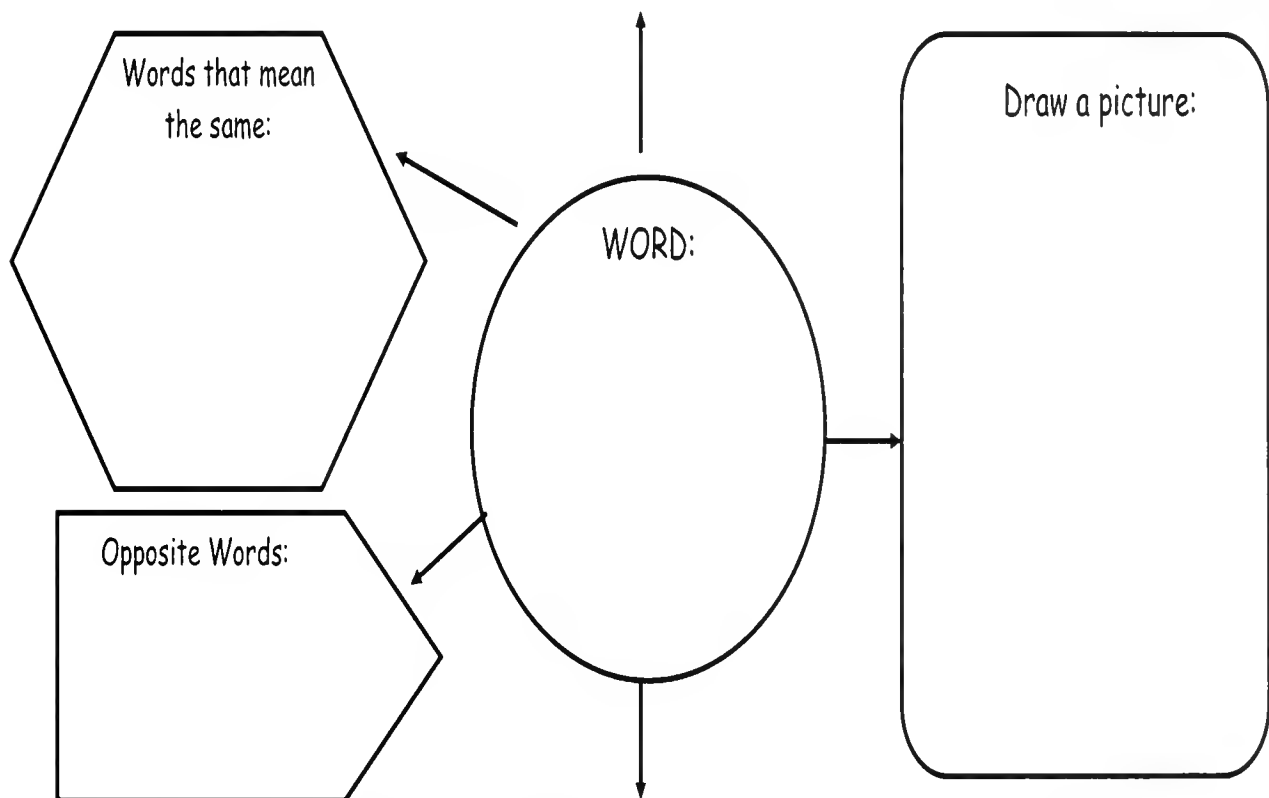 Words that mean
the same:
WORD:
Draw a picture:
Opposite Words: